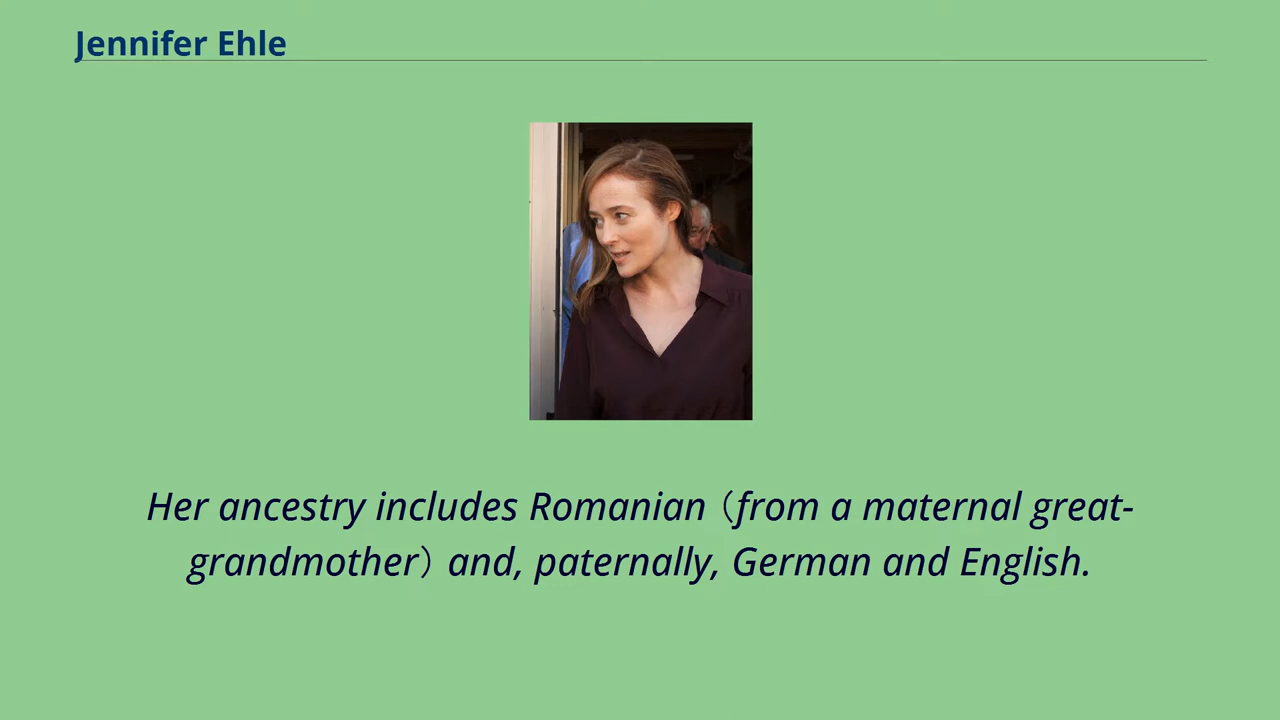 Jennifer Ehle
Her ancestry includes Romanian (from a maternal great-
grandmother) and, paternally, German and English.